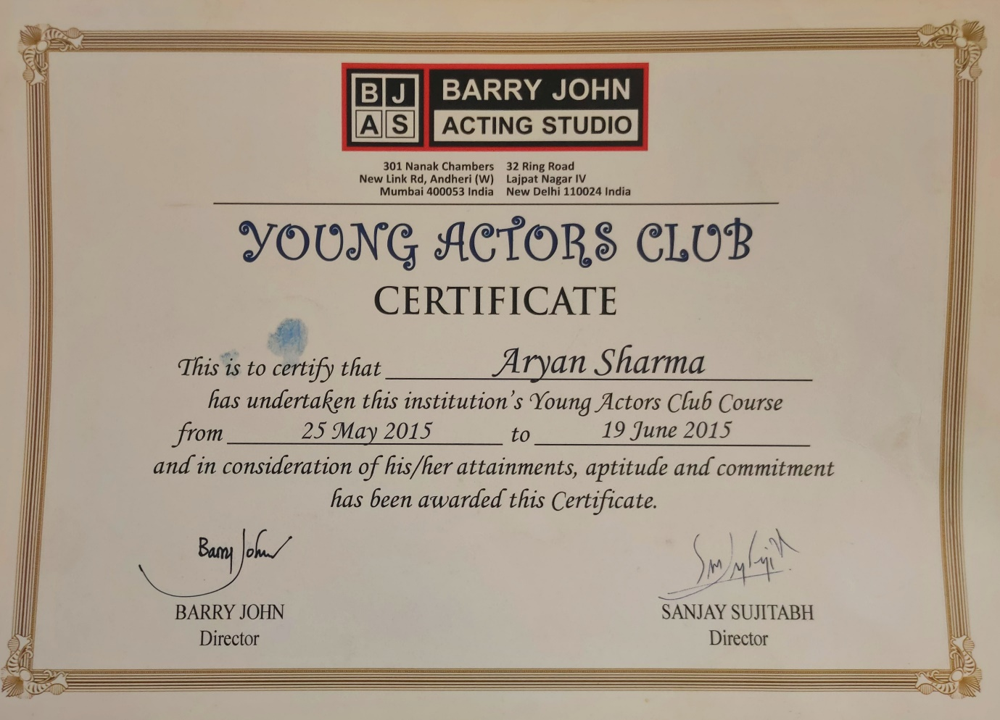 B J
A S
BARRY JOHN
ACTING STUDIO
301 Nanak Chambers
New Link Rd, Andheri (W)
Mumbai 400053 India
32 Ring Road
Lajpat Nagar IV
New Delhi 110024 India
YOUNG ACTORS CLUB
CERTIFICATE
This is to certify that Aryan Sharma
has undertaken this institution's Young Actors Club Course
from 25 May 2015 to 19 June 2015
and in consideration of his/her attainments, aptitude and commitment
has been awarded this Certificate.
Barry John
BARRY JOHN
Director
SANJAY SUJITABH
Director